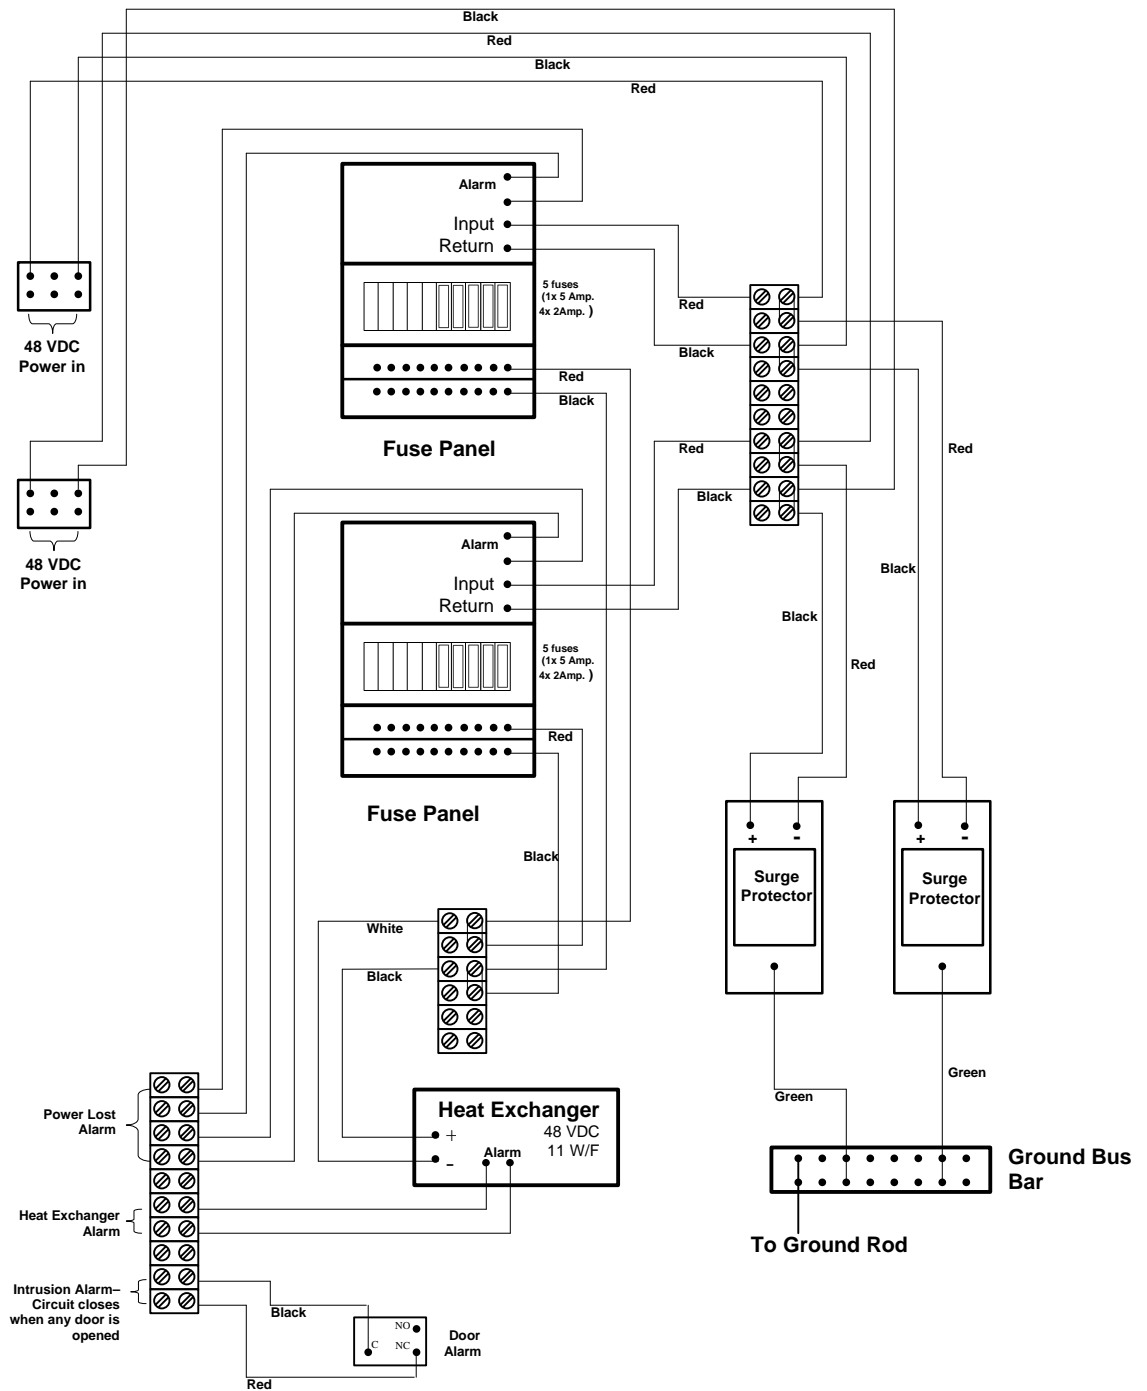 Black
Red
Black
Red
Alarm
Input
Return
5 fuses
(1x 5 Amp.
4x 2Amp. )
Red
Black
Fuse Panel
48 VDC
Power in
48 VDC
Power in
Red
Black
Red
Black
Red
Black
Black
Red
Alarm
Input
Return
5 fuses
(1x 5 Amp.
4x 2Amp. )
Red
Fuse Panel
Black
White
Black
+
-
Surge
Protector
+
-
Surge
Protector
Green
Green
Ground Bus
Bar
To Ground Rod
Heat Exchanger
48 VDC
11 W/F
+
-
Alarm
Power Lost
Alarm
Heat Exchanger
Alarm
Intrusion Alarm–
Circuit closes
when any door is
opened
Black
Red
NO
C
NC
Door
Alarm